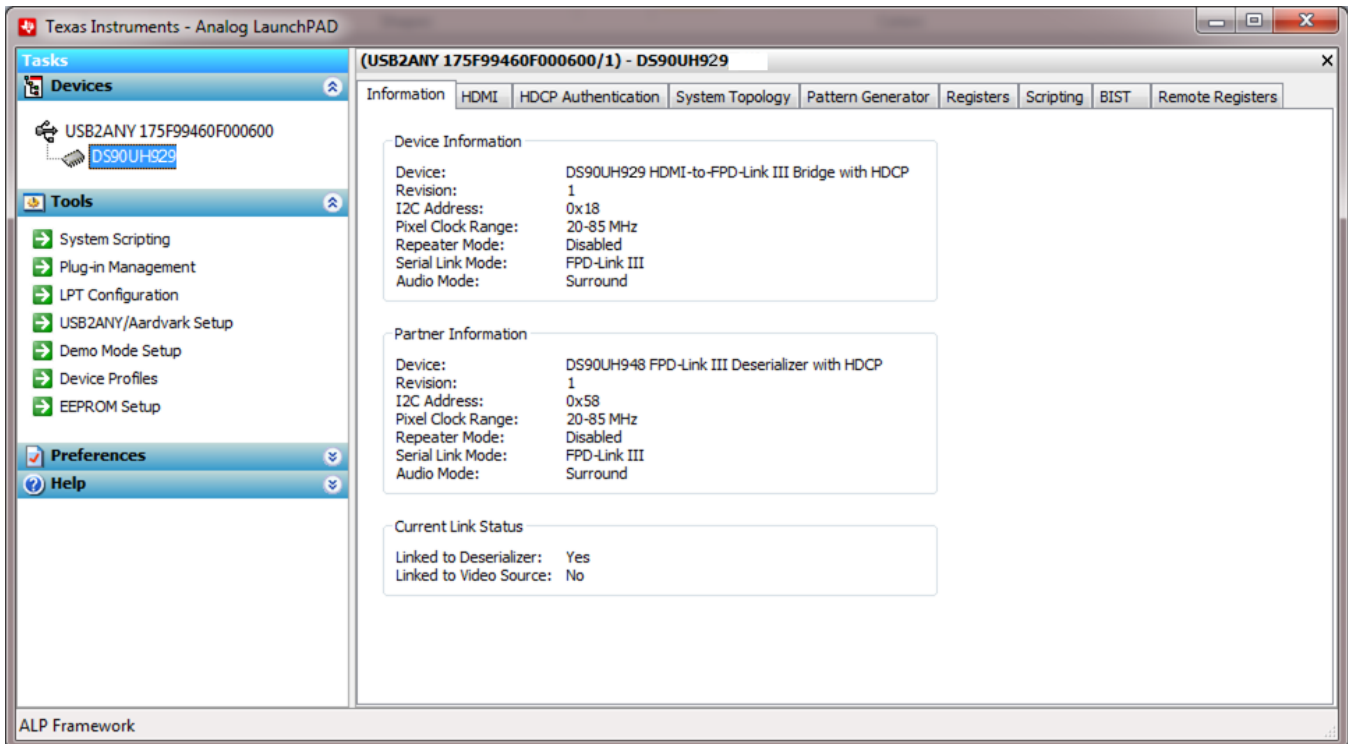 Texas Instruments - Analog LaunchPAD
Tasks
Devices
USB2ANY 175F99460F000600
DS90UH929
Tools
System Scripting
Plug-in Management
LPT Configuration
USB2ANY/Aardvark Setup
Demo Mode Setup
Device Profiles
EEPROM Setup
Preferences
Help
(USB2ANY 175F99460F000600/1) - DS90UH929
Information HDMI HDCP Authentication System Topology Pattern Generator Registers Scripting BIST Remote Registers
Device Information
Device: DS90UH929 HDMI-to-FPD-Link III Bridge with HDCP
Revision: 1
I2C Address: 0x18
Pixel Clock Range: 20-85 MHz
Repeater Mode: Disabled
Serial Link Mode: FPD-Link III
Audio Mode: Surround
Partner Information
Device: DS90UH948 FPD-Link III Deserializer with HDCP
Revision: 1
I2C Address: 0x58
Pixel Clock Range: 20-85 MHz
Repeater Mode: Disabled
Serial Link Mode: FPD-Link III
Audio Mode: Surround
Current Link Status
Linked to Deserializer: Yes
Linked to Video Source: No
ALP Framework